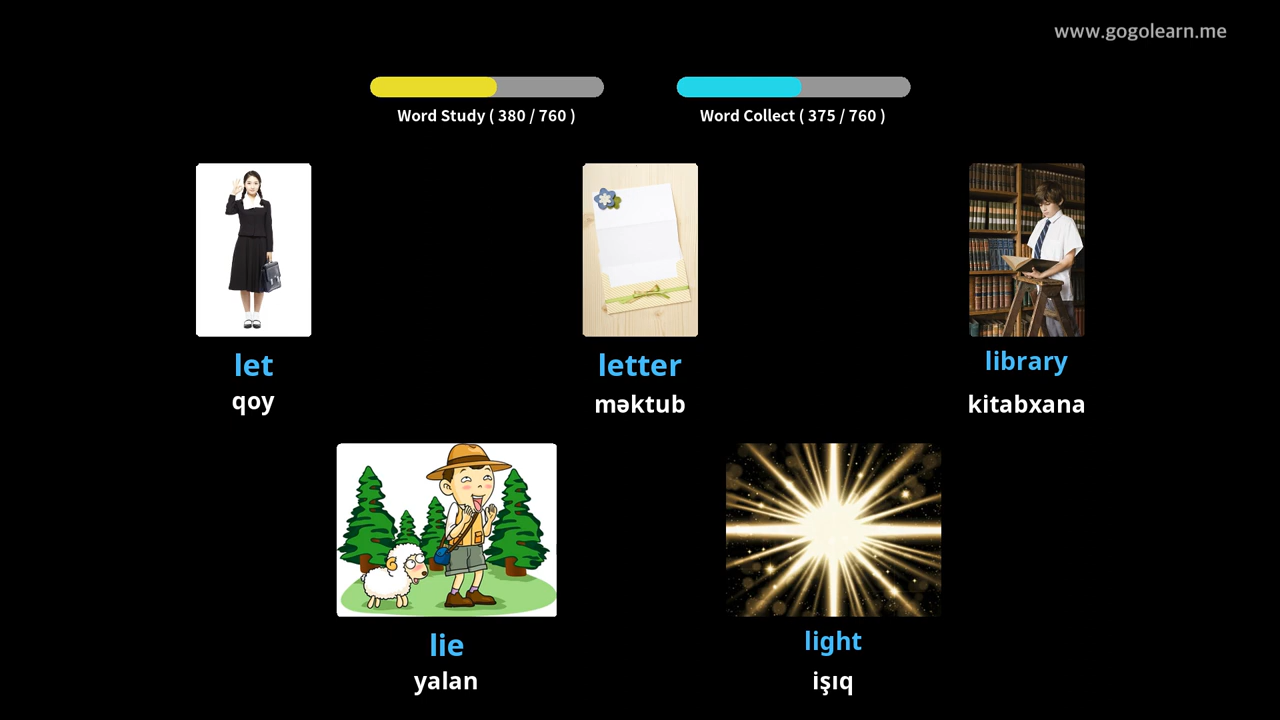 www.gogolearn.me
Word Study ( 380 / 760 )
Word Collect ( 375 / 760 )
let
qoy
letter
məktub
library
kitabxana
lie
yalan
light
işıq